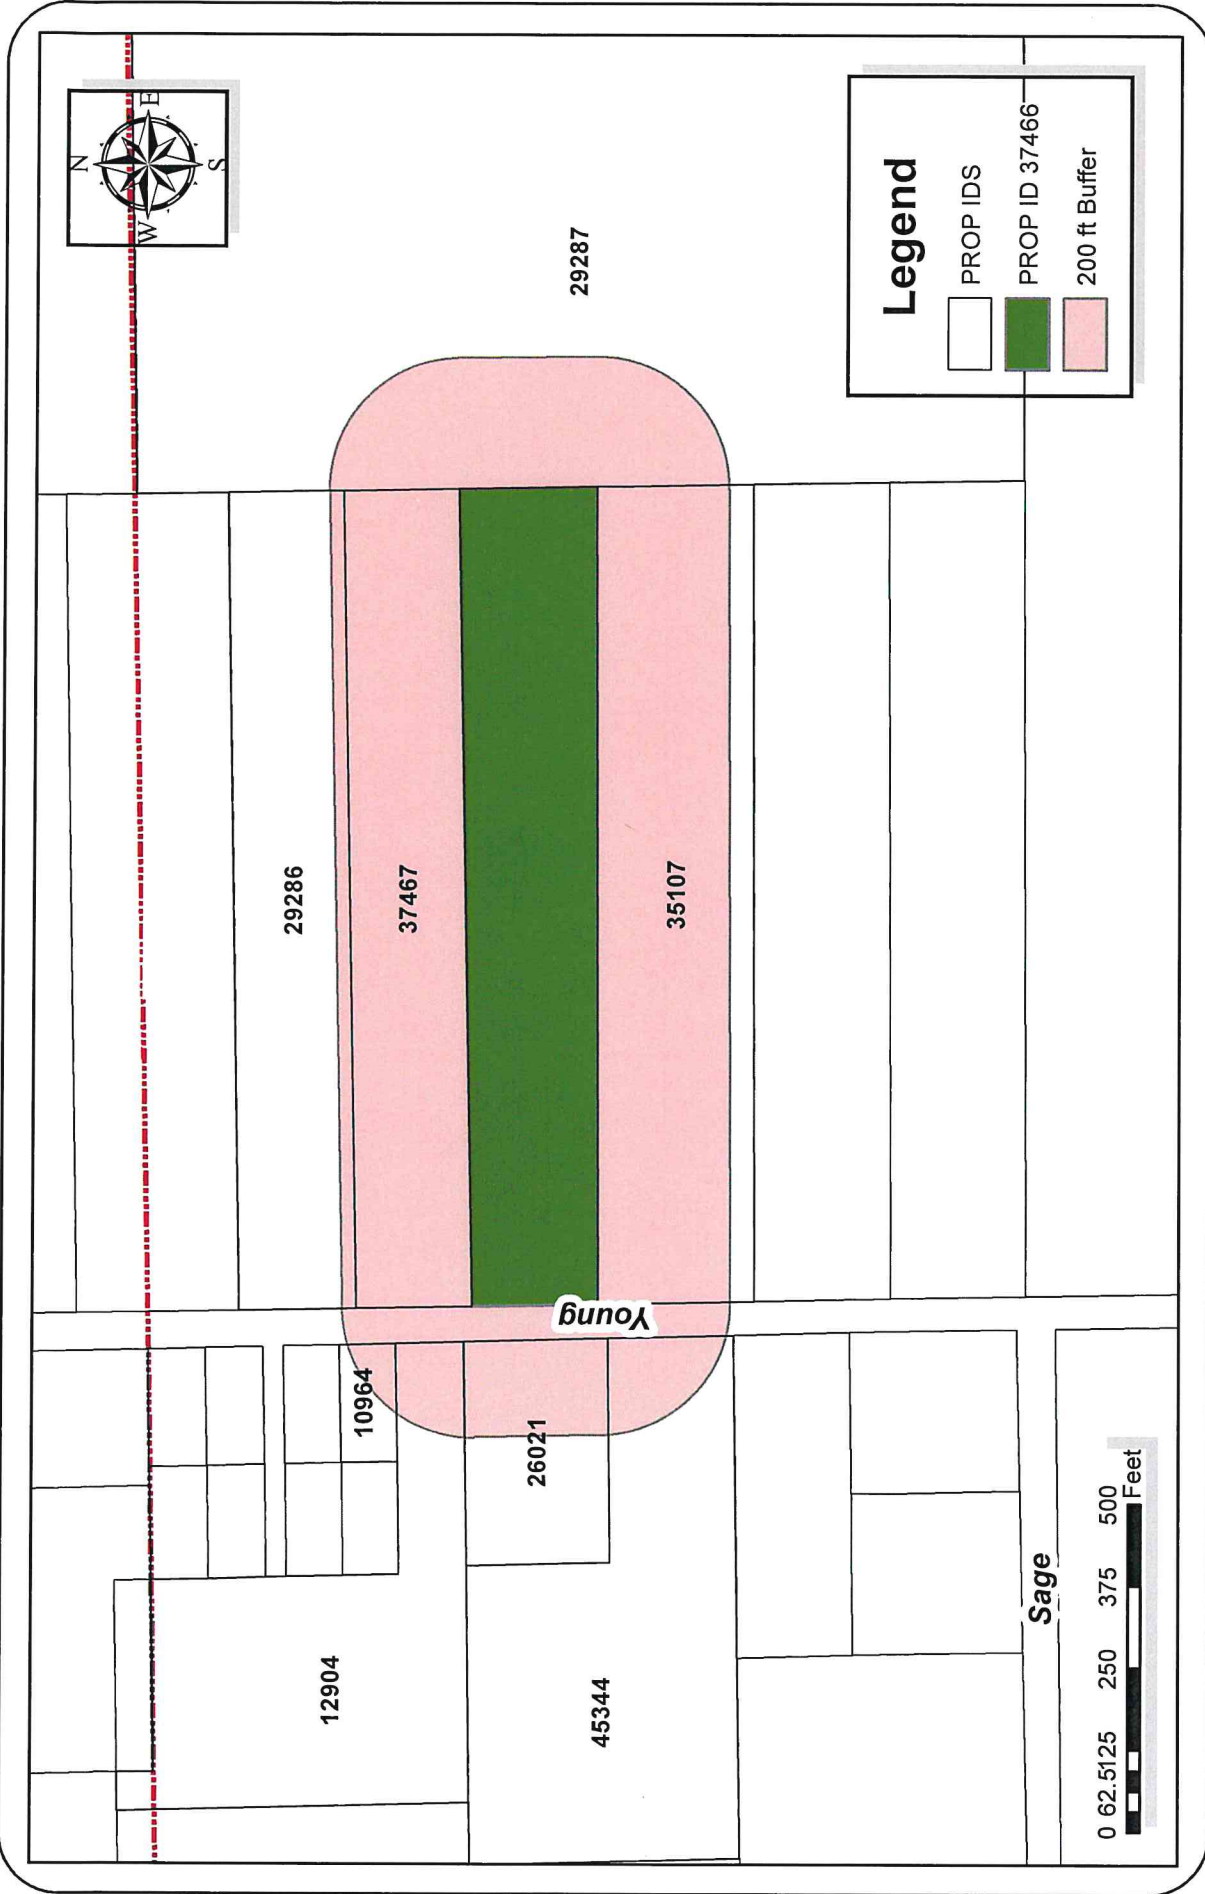 N
W
E
S
29287
29286
37467
35107
Young
10964
26021
12904
45344
Sage
Legend
PROP IDS
PROP ID 37466
200 ft Buffer
0 62.5125 250 375 500
Feet